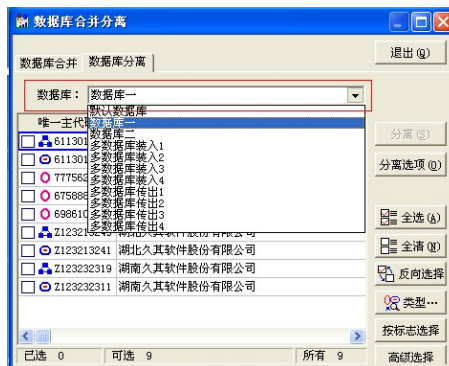 数据库合并分离
数据库合并 数据库分离
退出(Q)
数据库: 数据库一
默认数据库
数据库一
数据库二
多数据库装入1
多数据库装入2
多数据库装入3
多数据库装入4
多数据库传出1
多数据库传出2
多数据库传出3
多数据库传出4
唯一主代
611301
611301
777562
675888
698610
Z123213241 湖北久其软件股份有限公司
Z123232319 湖南久其软件股份有限公司
Z123232311 湖南久其软件股份有限公司
分离(S)
分离选项(O)
全选(A)
全清(N)
反向选择
类型…
按标志选择
高级选择
已选 0 可选 9 所有 9